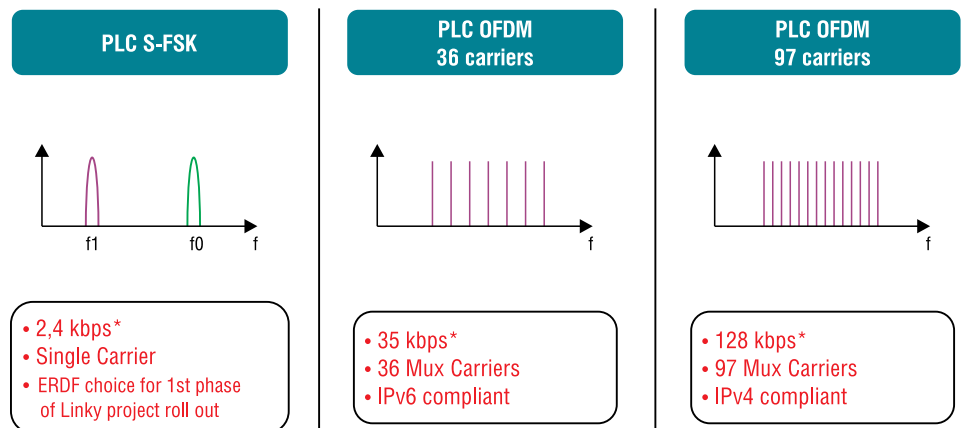 PLC S-FSK
f1
f0
f
• 2,4 kbps*
• Single Carrier
• ERDF choice for 1st phase
of Linky project roll out
PLC OFDM
36 carriers
f
• 35 kbps*
• 36 Mux Carriers
• IPv6 compliant
PLC OFDM
97 carriers
f
• 128 kbps*
• 97 Mux Carriers
• IPv4 compliant